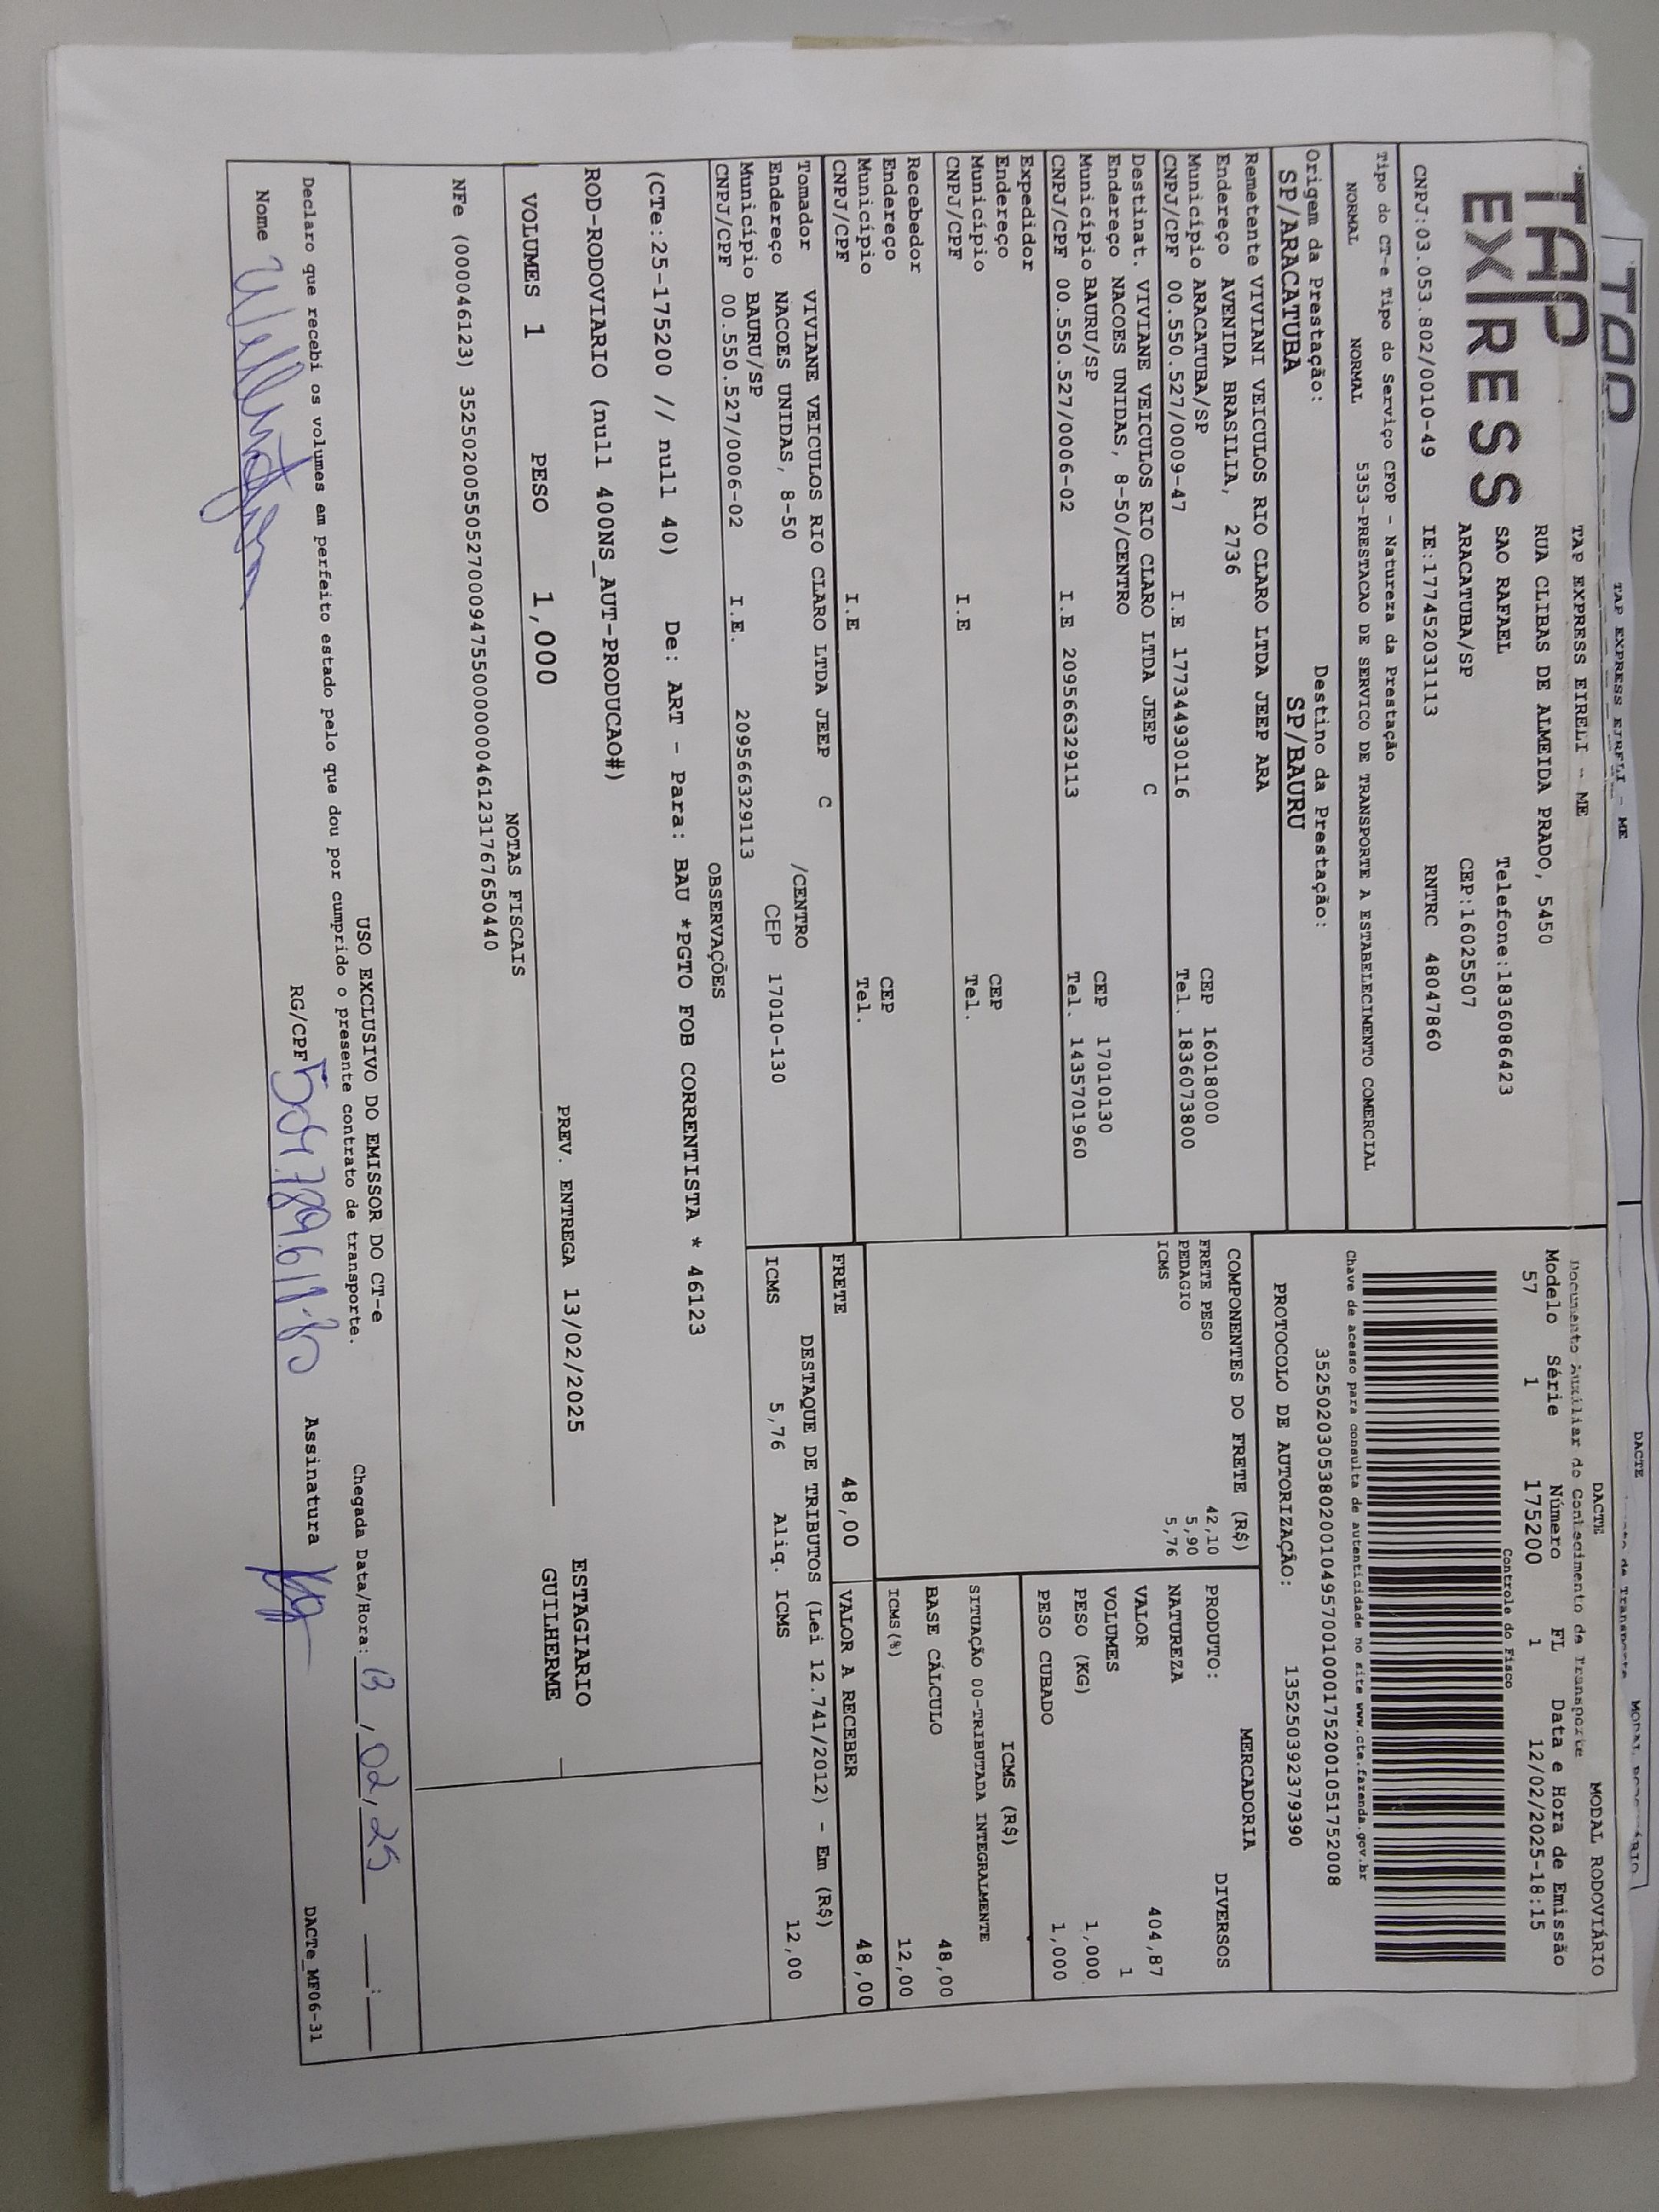 TAP EXPRESS EIRELI - ME
DACTE
TAP
EXPRESS
TAP EXPRESS EIRELI - ME
RUA CLIBAS DE ALMEIDA PRADO, 5450
SAO RAFAEL Telefone:1836086423
ARACATUBA/SP CEP:16025507
CNPJ:03.053.802/0010-49 IE:177452031113 RNTRC 48047860
Tipo do CT-e Tipo do Serviço CFOP - Natureza da Prestação
NORMAL NORMAL 5353-PRESTACAO DE SERVICO DE TRANSPORTE A ESTABELECIMENTO COMERCIAL
Origem da Prestação: Destino da Prestação:
SP/ARACATUBA SP/BAURU
DACTE MODAL RODOVIÁRIO
Documento Auxiliar do Conhecimento de Transporte
Modelo Série Número FL Data e Hora de Emissão
57 1 175200 1 12/02/2025-18:15
Controle do Fisco
Chave de acesso para consulta de autenticidade no site www.cte.fazenda.gov.br
35250203053802001049570010001752001051752008
PROTOCOLO DE AUTORIZAÇÃO: 135250392379390
Remetente VIVIANI VEICULOS RIO CLARO LTDA JEEP ARA
Endereço AVENIDA BRASILIA, 2736 CEP 16018000
Município ARACATUBA/SP Tel. 1836073800
CNPJ/CPF 00.550.527/0009-47 I.E 177344930116
Destinat. VIVIANE VEICULOS RIO CLARO LTDA JEEP C
Endereço NACOES UNIDAS, 8-50/CENTRO CEP 17010130
Município BAURU/SP Tel. 1435701960
CNPJ/CPF 00.550.527/0006-02 I.E 209566329113
Expedidor
Endereço CEP
Município Tel.
CNPJ/CPF I.E
Recebedor
Endereço CEP
Município Tel.
CNPJ/CPF I.E
Tomador VIVIANE VEICULOS RIO CLARO LTDA JEEP C
Endereço NACOES UNIDAS, 8-50 /CENTRO
Município BAURU/SP CEP 17010-130
CNPJ/CPF 00.550.527/0006-02 I.E. 209566329113
COMPONENTES DO FRETE (R$)
FRETE PESO 42,10
PEDAGIO 5,90
ICMS 5,76
MERCADORIA
PRODUTO: DIVERSOS
NATUREZA
VALOR 404,87
VOLUMES 1
PESO (KG) 1,000
PESO CUBADO 1,000
ICMS (R$)
SITUAÇÃO 00-TRIBUTADA INTEGRALMENTE
BASE CÁLCULO 48,00
ICMS(%) 12,00
FRETE 48,00 VALOR A RECEBER 48,00
DESTAQUE DE TRIBUTOS (Lei 12.741/2012) - Em (R$)
ICMS 5,76 Aliq. ICMS 12,00
OBSERVAÇÕES
(CTe:25-175200 // null 40) De: ART - Para: BAU *PGTO FOB CORRENTISTA * 46123
ROD-RODOVIARIO (null 400NS_AUT-PRODUCAO#)
VOLUMES 1 PESO 1,000 PREV. ENTREGA 13/02/2025
ESTAGIARIO
GUILHERME
NOTAS FISCAIS
NFe (000046123) 35250200550527000947550000000461231767650440
USO EXCLUSIVO DO EMISSOR DO CT-e
Declaro que recebi os volumes em perfeito estado pelo que dou por cumprido o presente contrato de transporte. Chegada Data/Hora: 13/02/25 __:__
Nome RG/CPF Assinatura
DACTe_MF06-31